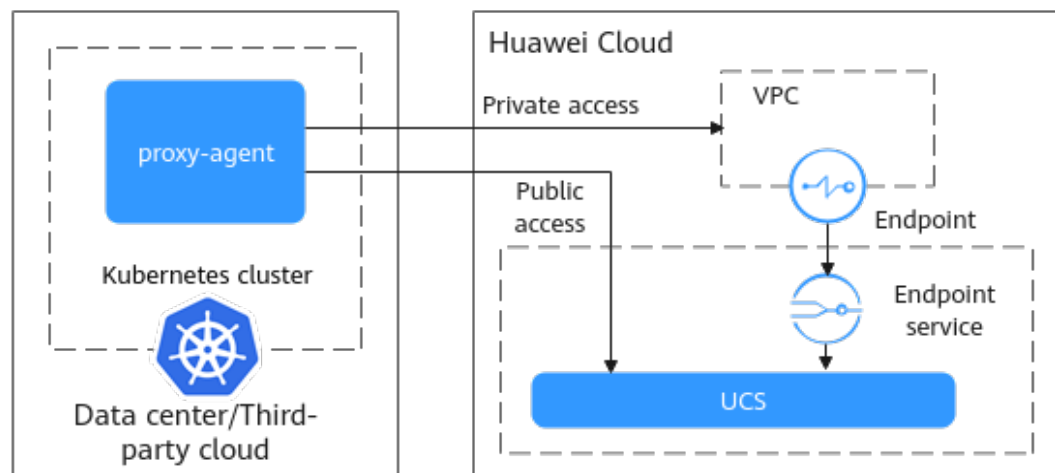 proxy-agent
Kubernetes cluster
Data center/Third-
party cloud
Huawei Cloud
Private access
VPC
Public
access
Endpoint
Endpoint
service
UCS